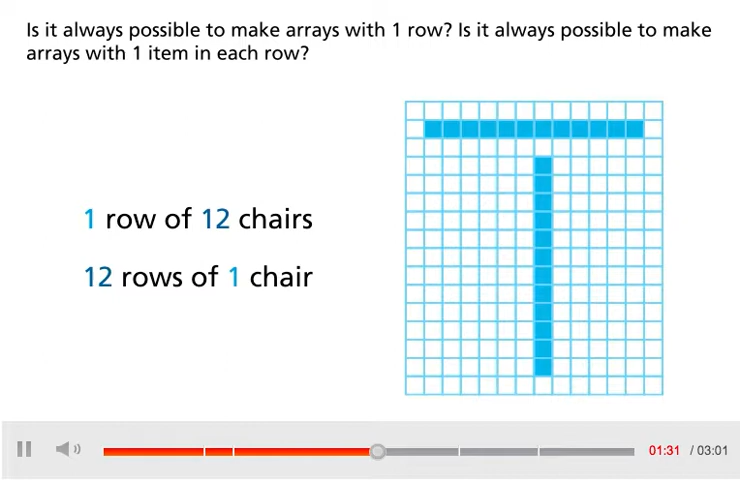 Is it always possible to make arrays with 1 row? Is it always possible to make
arrays with 1 item in each row?
1 row of 12 chairs
12 rows of 1 chair
01:31 / 03:01